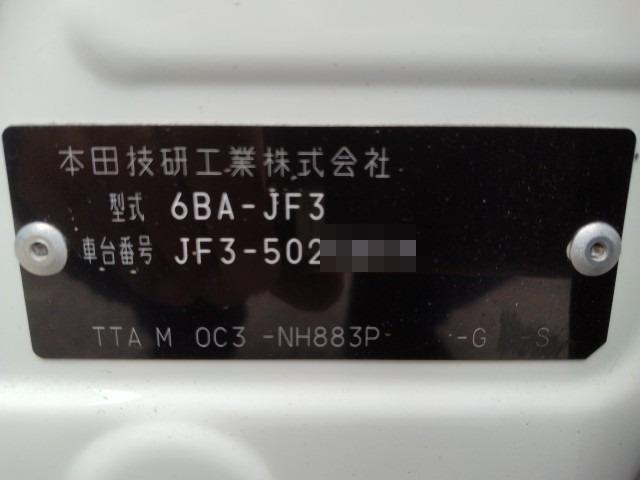 本田技研工業株式会社
型式 6BA-JF3
車台番号 JF3-502
TTA M 0C3 -NH883P- -G -S